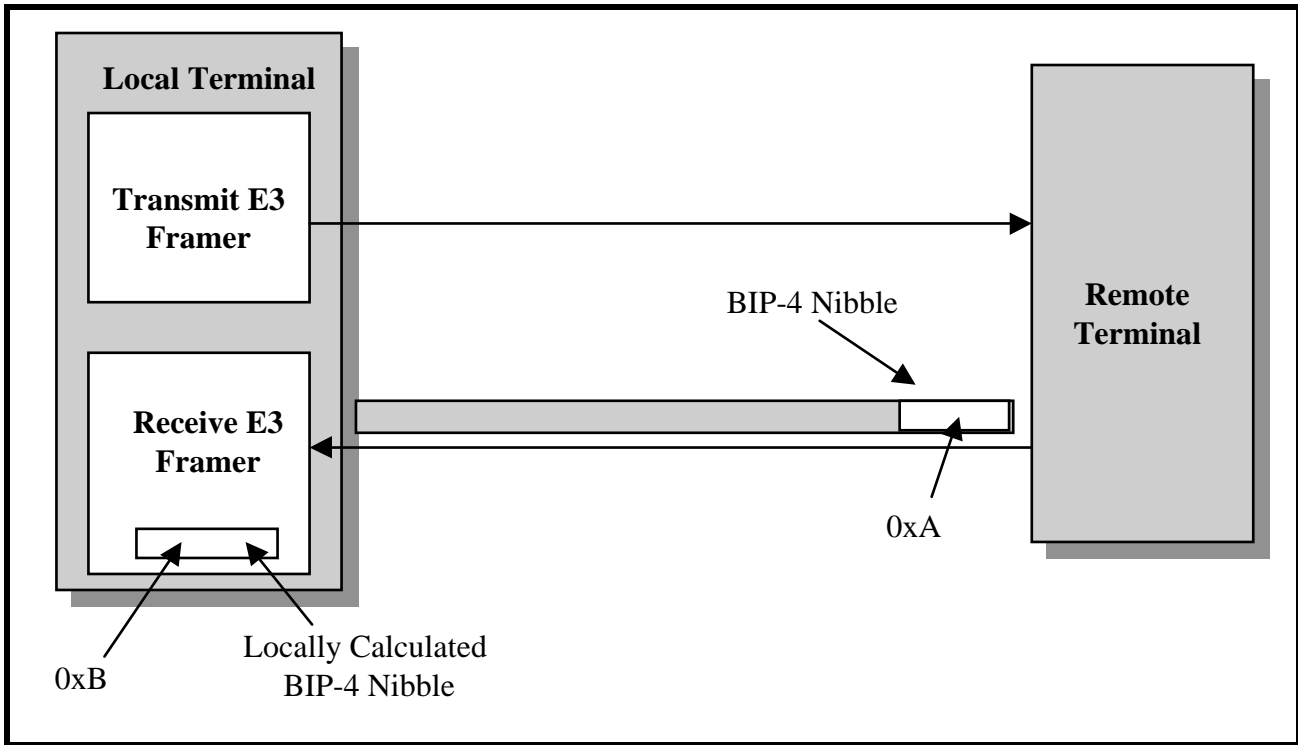 Local Terminal
Transmit E3
Framer
BIP-4 Nibble
Remote
Terminal
Receive E3
Framer
0xA
0xB
Locally Calculated
BIP-4 Nibble